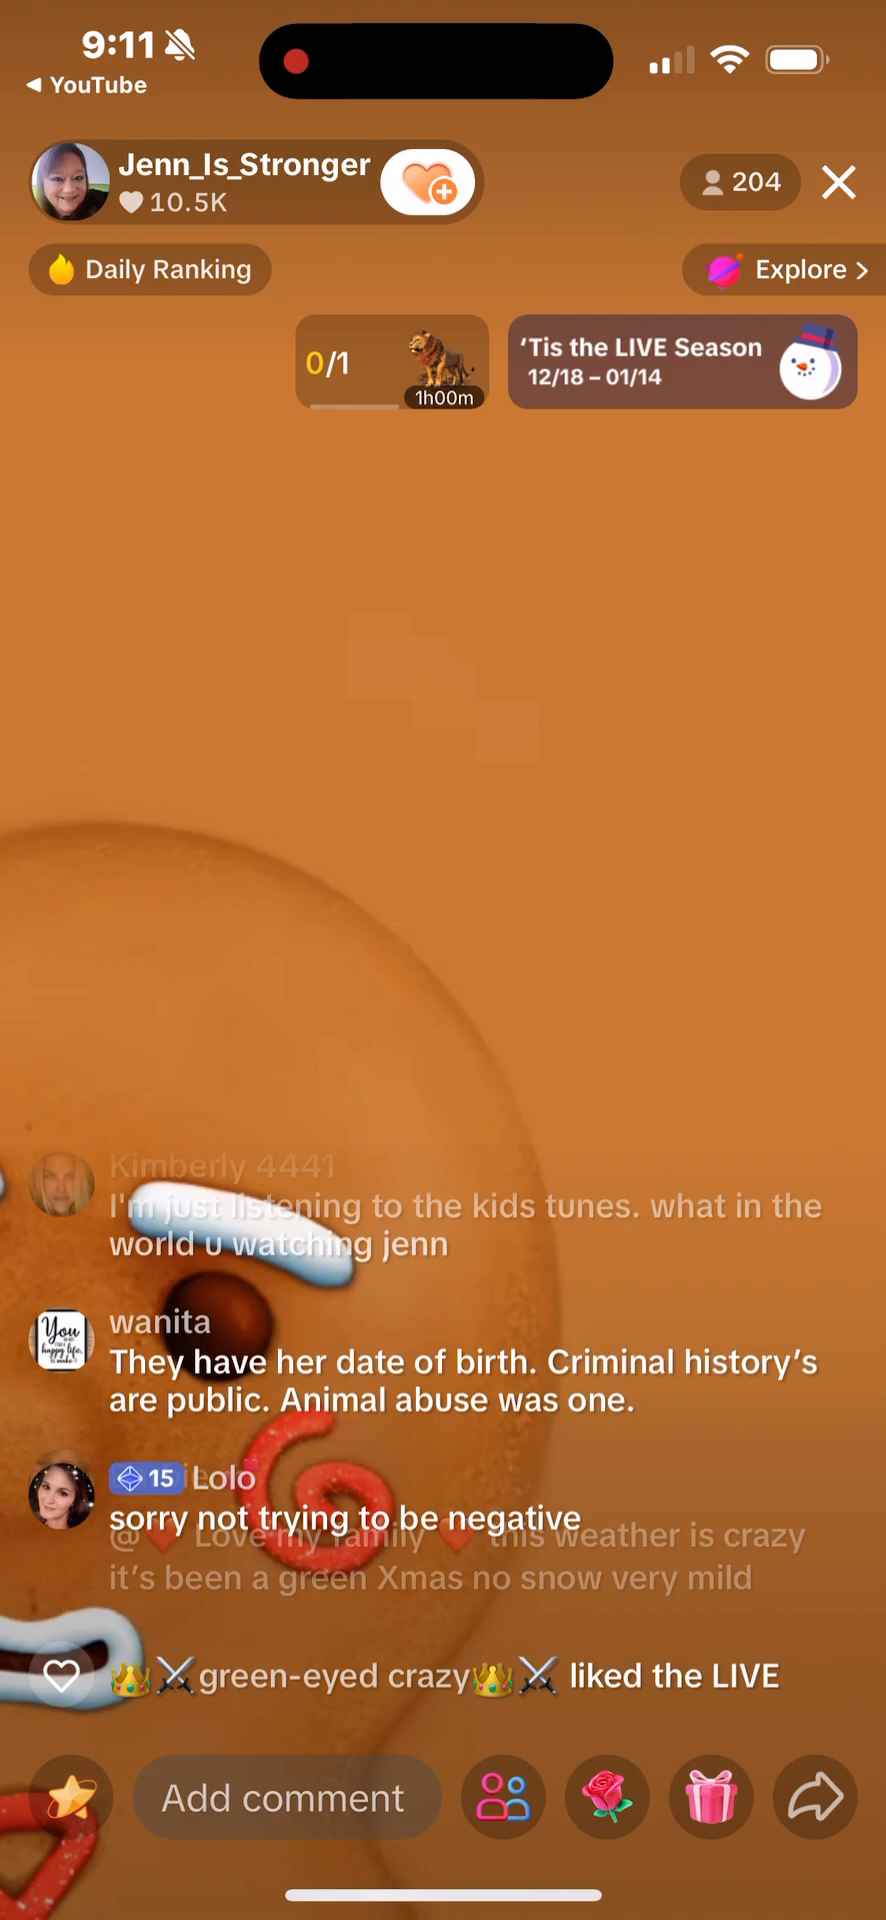 9:11
YouTube
Jenn_Is_Stronger
10.5K
204
Daily Ranking
Explore >
0/1
1h00m
‘Tis the LIVE Season
12/18 – 01/14
Kimberly 4441
I'm just listening to the kids tunes. what in the
world u watching jenn
wanita
They have her date of birth. Criminal history’s
are public. Animal abuse was one.
15 Lolo
sorry not trying to be negative
@❤️ Love my family ❤️ this weather is crazy
it’s been a green Xmas no snow very mild
👑⚔️green-eyed crazy👑⚔️ liked the LIVE
Add comment